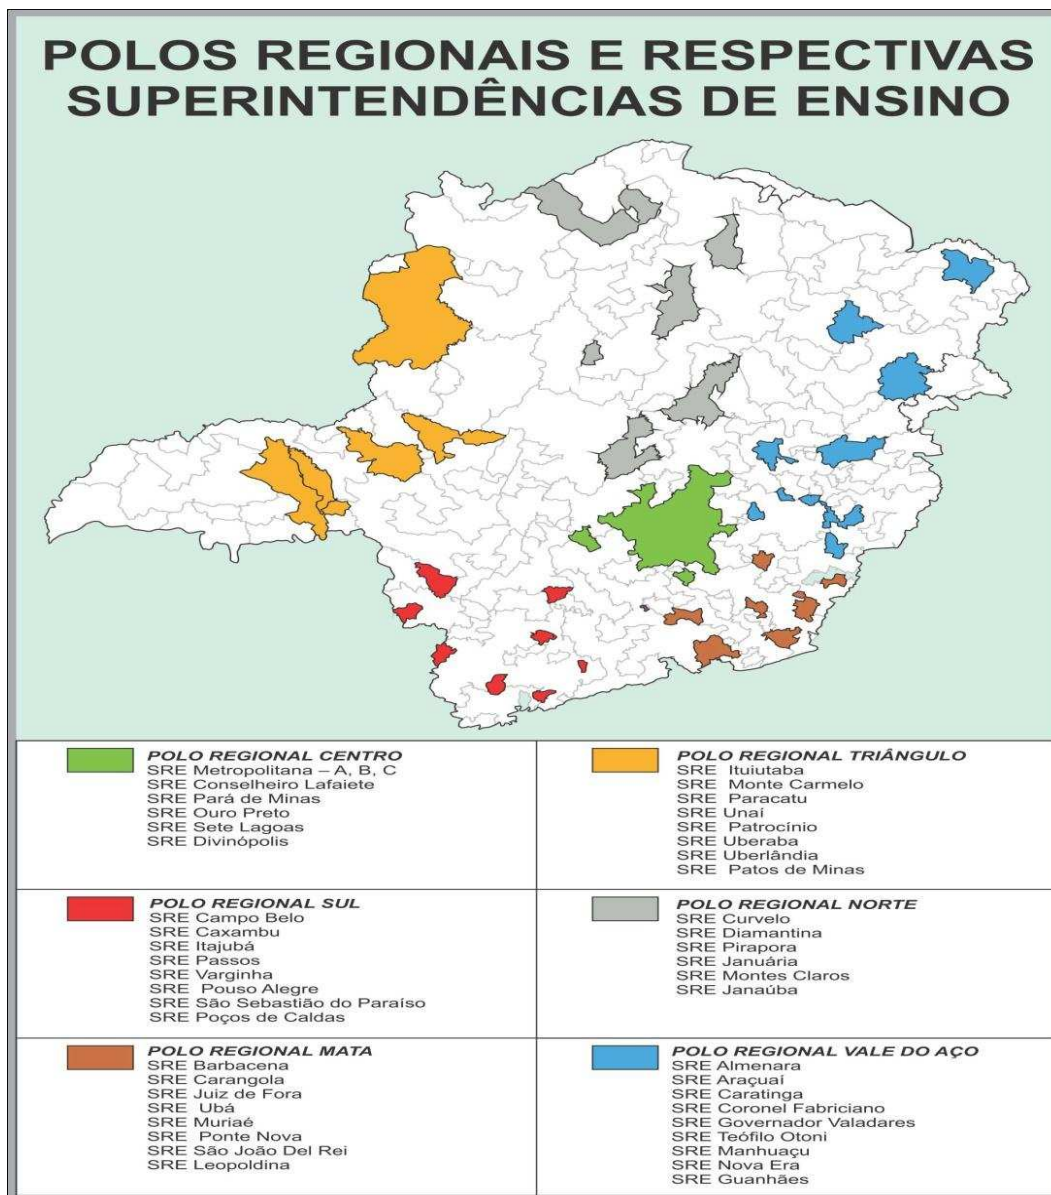 POLOS REGIONAIS E RESPECTIVAS
SUPERINTENDÊNCIAS DE ENSINO
POLO REGIONAL CENTRO
SRE Metropolitana – A, B, C
SRE Conselheiro Lafaiete
SRE Pará de Minas
SRE Ouro Preto
SRE Sete Lagoas
SRE Divinópolis
POLO REGIONAL TRIÂNGULO
SRE Ituiutaba
SRE Monte Carmelo
SRE Paracatu
SRE Unaí
SRE Patrocínio
SRE Uberaba
SRE Uberlândia
SRE Patos de Minas
POLO REGIONAL SUL
SRE Campo Belo
SRE Caxambu
SRE Itajubá
SRE Passos
SRE Varginha
SRE Pouso Alegre
SRE São Sebastião do Paraíso
SRE Poços de Caldas
POLO REGIONAL NORTE
SRE Curvelo
SRE Diamantina
SRE Pirapora
SRE Januária
SRE Montes Claros
SRE Janaúba
POLO REGIONAL MATA
SRE Barbacena
SRE Carangola
SRE Juiz de Fora
SRE Ubá
SRE Muriaé
SRE Ponte Nova
SRE São João Del Rei
SRE Leopoldina
POLO REGIONAL VALE DO AÇO
SRE Almenara
SRE Araçuaí
SRE Caratinga
SRE Coronel Fabriciano
SRE Governador Valadares
SRE Teófilo Otoni
SRE Manhuaçu
SRE Nova Era
SRE Guanhães